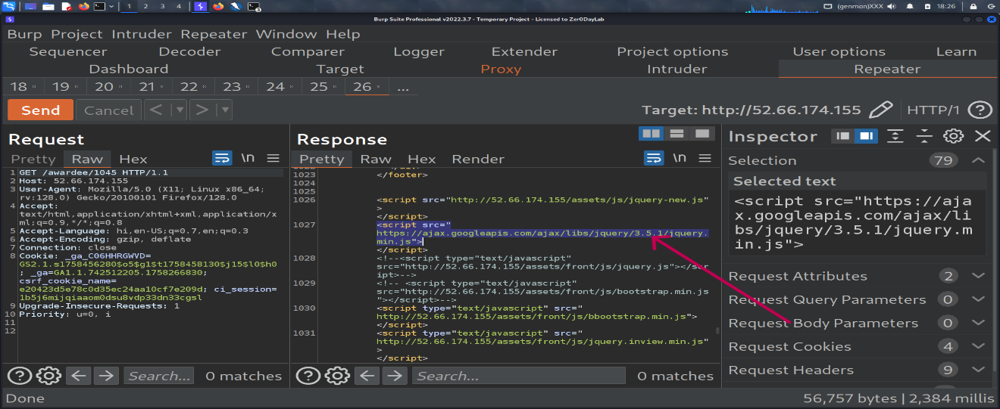 1 2 3 4
(genmon)XXX 18:26
Burp Suite Professional v2022.3.7 - Temporary Project - Licensed to Zer0DayLab
Burp Project Intruder Repeater Window Help
Sequencer Decoder Comparer Logger Extender Project options User options Learn
Dashboard Target Proxy Intruder Repeater
18 × 19 × 20 × 21 × 22 × 23 × 24 × 25 × 26 × ...
Send Cancel < > Target: http://52.66.174.155 HTTP/1 ?
Request
Pretty Raw Hex \n
1 GET /awardee/1045 HTTP/1.1
2 Host: 52.66.174.155
3 User-Agent: Mozilla/5.0 (X11; Linux x86_64;
rv:128.0) Gecko/20100101 Firefox/128.0
4 Accept:
text/html,application/xhtml+xml,application/x
ml;q=0.9,*/*;q=0.8
5 Accept-Language: hi,en-US;q=0.7,en;q=0.3
6 Accept-Encoding: gzip, deflate
7 Connection: close
8 Cookie: _ga_C06HHRGWVD=
GS2.1.s1758456280$o5$g1$t1758458130$j15$l0$h0
; _ga=GA1.1.742512205.1758266830;
csrf_cookie_name=
e20423d5e78c0d35ec24aa10cf7e209d; ci_session=
1b5j6mijqiaaom0dsu8vdp33dn33cgsl
9 Upgrade-Insecure-Requests: 1
10 Priority: u=0, i
11
12
Search... 0 matches
Response
Pretty Raw Hex Render \n
1023 </footer>
1024
1025
1026 <script src="http://52.66.174.155/assets/js/jquery-new.js"
>
</script>
1027 <script src="
https://ajax.googleapis.com/ajax/libs/jquery/3.5.1/jquery.
min.js">
</script>
1028 <!--<script type="text/javascript"
src="http://52.66.174.155/assets/front/js/jquery.js"></scr
ipt>-->
1029 <!-- <script type="text/javascript"
src="http://52.66.174.155/assets/front/js/bootstrap.min.js
"></script>-->
1030 <script type="text/javascript" src="
http://52.66.174.155/assets/front/js/bbootstrap.min.js">
</script>
1031 <script type="text/javascript" src="
http://52.66.174.155/assets/front/js/jquery.inview.min.js"
>
</script>
Search... 0 matches
Inspector
Selection 79
Selected text
<script src="https://aja
x.googleapis.com/ajax/li
bs/jquery/3.5.1/jquery.m
in.js">
Request Attributes 2
Request Query Parameters 0
Request Body Parameters 0
Request Cookies 4
Request Headers 9
Done 56,757 bytes | 2,384 millis